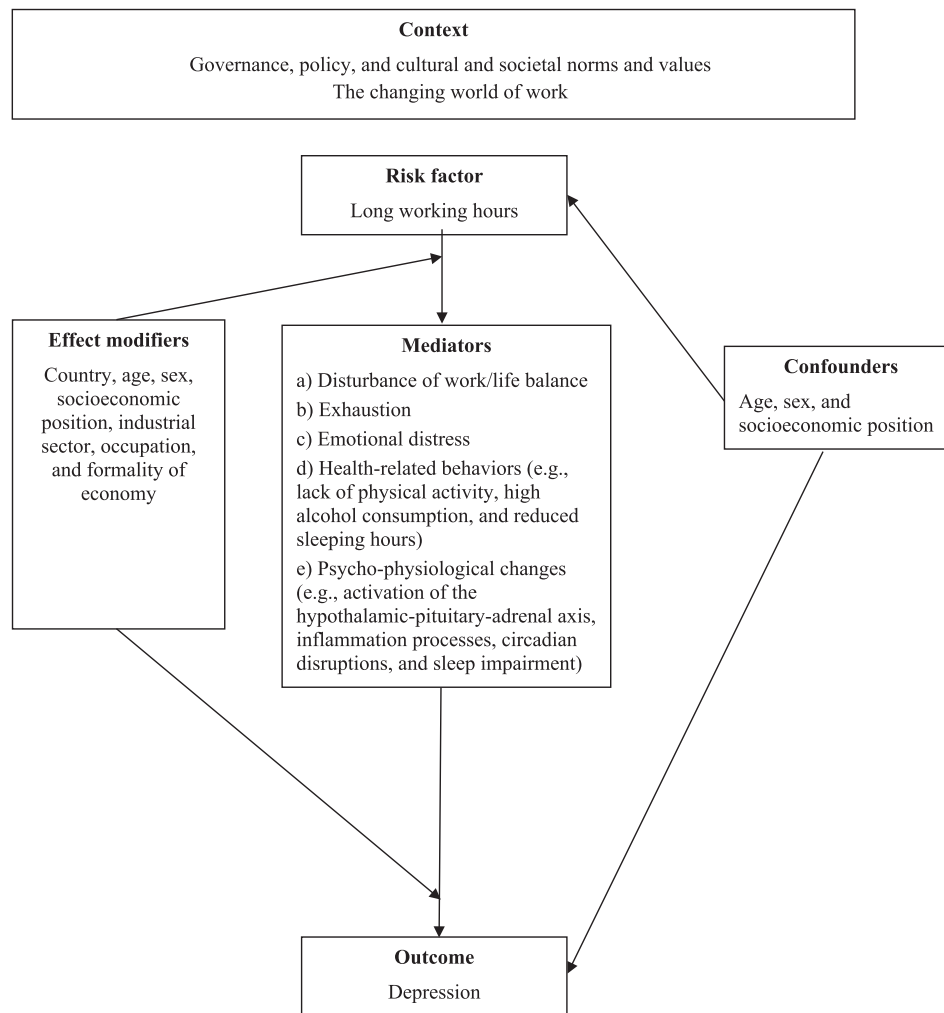 Context
Governance, policy, and cultural and societal norms and values
The changing world of work
Risk factor
Long working hours
Effect modifiers
Country, age, sex,
socioeconomic
position, industrial
sector, occupation,
and formality of
economy
Mediators
a) Disturbance of work/life balance
b) Exhaustion
c) Emotional distress
d) Health-related behaviors (e.g.,
lack of physical activity, high
alcohol consumption, and reduced
sleeping hours)
e) Psycho-physiological changes
(e.g., activation of the
hypothalamic-pituitary-adrenal axis,
inflammation processes, circadian
disruptions, and sleep impairment)
Confounders
Age, sex, and
socioeconomic position
Outcome
Depression